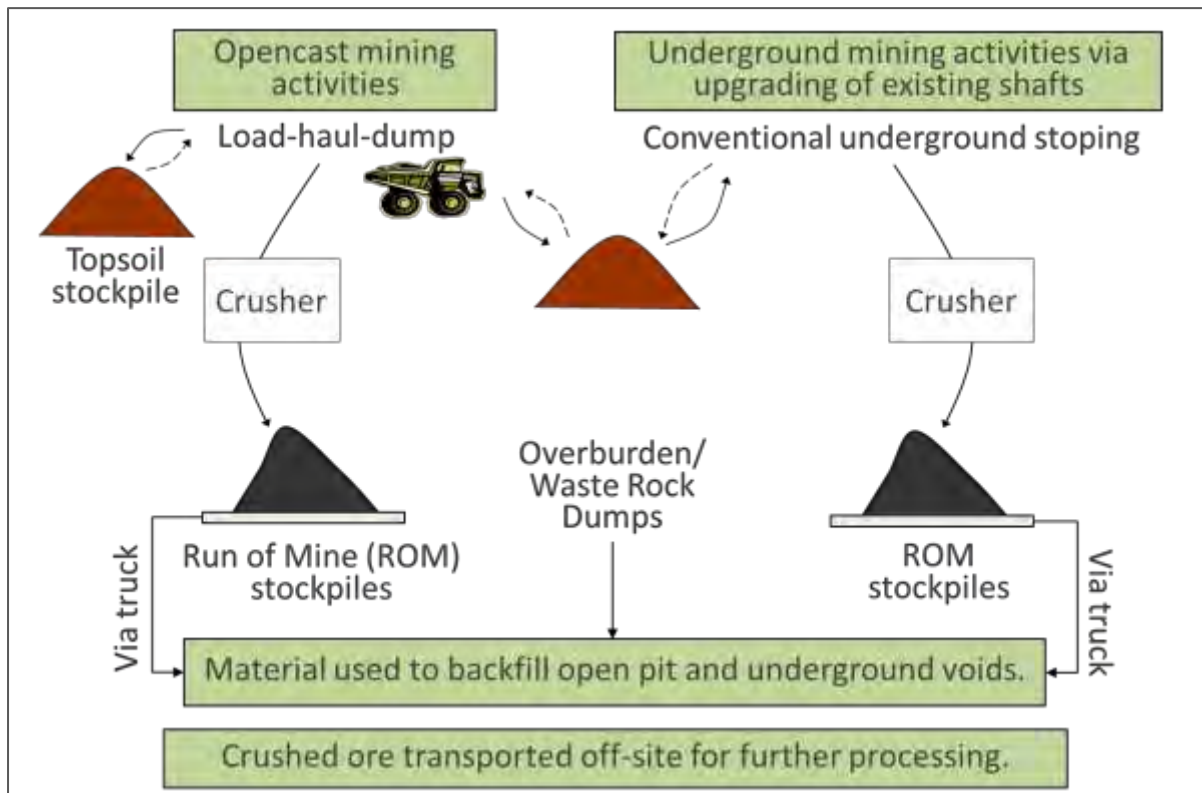 Opencast mining
activities
Underground mining activities via
upgrading of existing shafts
Load-haul-dump
Conventional underground stoping
Topsoil
stockpile
Crusher
Crusher
Overburden/
Waste Rock
Dumps
Run of Mine (ROM)
stockpiles
ROM
stockpiles
Via truck
Via truck
Material used to backfill open pit and underground voids.
Crushed ore transported off-site for further processing.